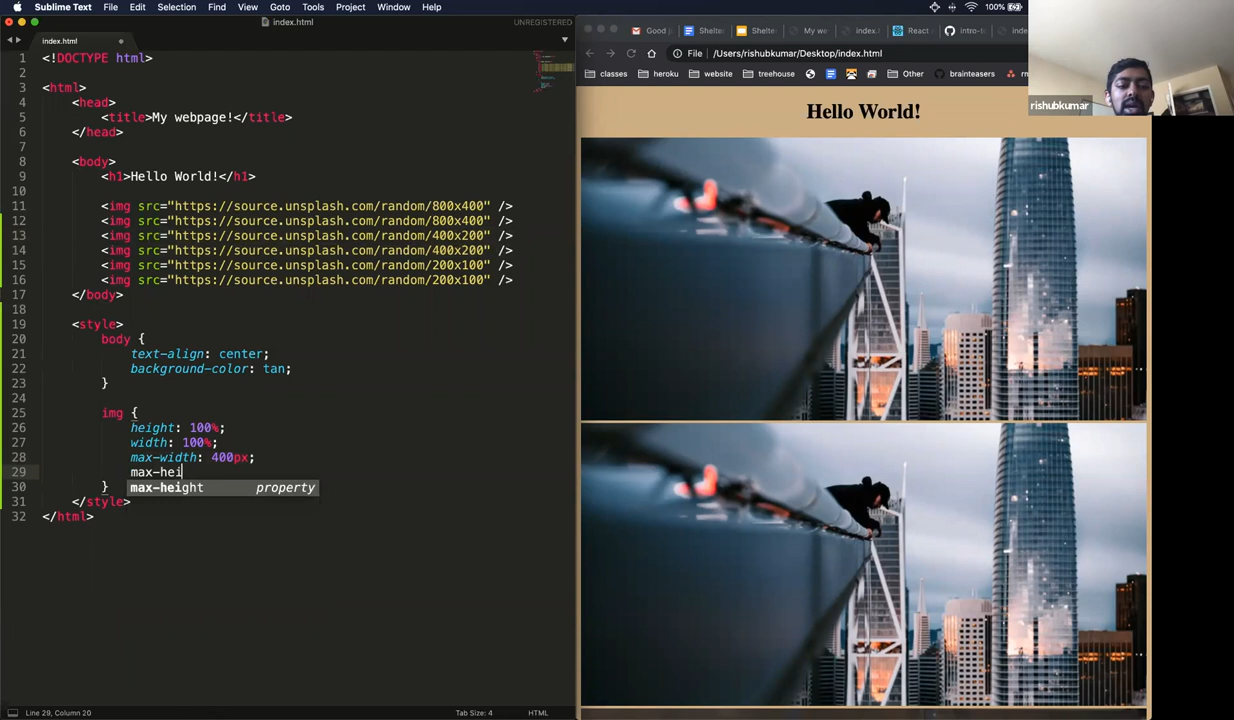 Sublime Text File Edit Selection Find View Goto Tools Project Window Help 100%
index.html UNREGISTERED
index.html
1 <!DOCTYPE html>
2
3 <html>
4 <head>
5 <title>My webpage!</title>
6 </head>
7
8 <body>
9 <h1>Hello World!</h1>
10
11 <img src="https://source.unsplash.com/random/800x400" />
12 <img src="https://source.unsplash.com/random/800x400" />
13 <img src="https://source.unsplash.com/random/400x200" />
14 <img src="https://source.unsplash.com/random/400x200" />
15 <img src="https://source.unsplash.com/random/200x100" />
16 <img src="https://source.unsplash.com/random/200x100" />
17 </body>
18
19 <style>
20 body {
21 text-align: center;
22 background-color: tan;
23 }
24
25 img {
26 height: 100%;
27 width: 100%;
28 max-width: 400px;
29 max-hei
30 }
max-height property
31 </style>
32 </html>
Line 29, Column 20 Tab Size: 4 HTML
Good j Shelter Shelte My we index.h React intro-t
File /Users/rishubkumar/Desktop/index.html
classes heroku website treehouse Other brainteasers
Hello World!
rishubkumar